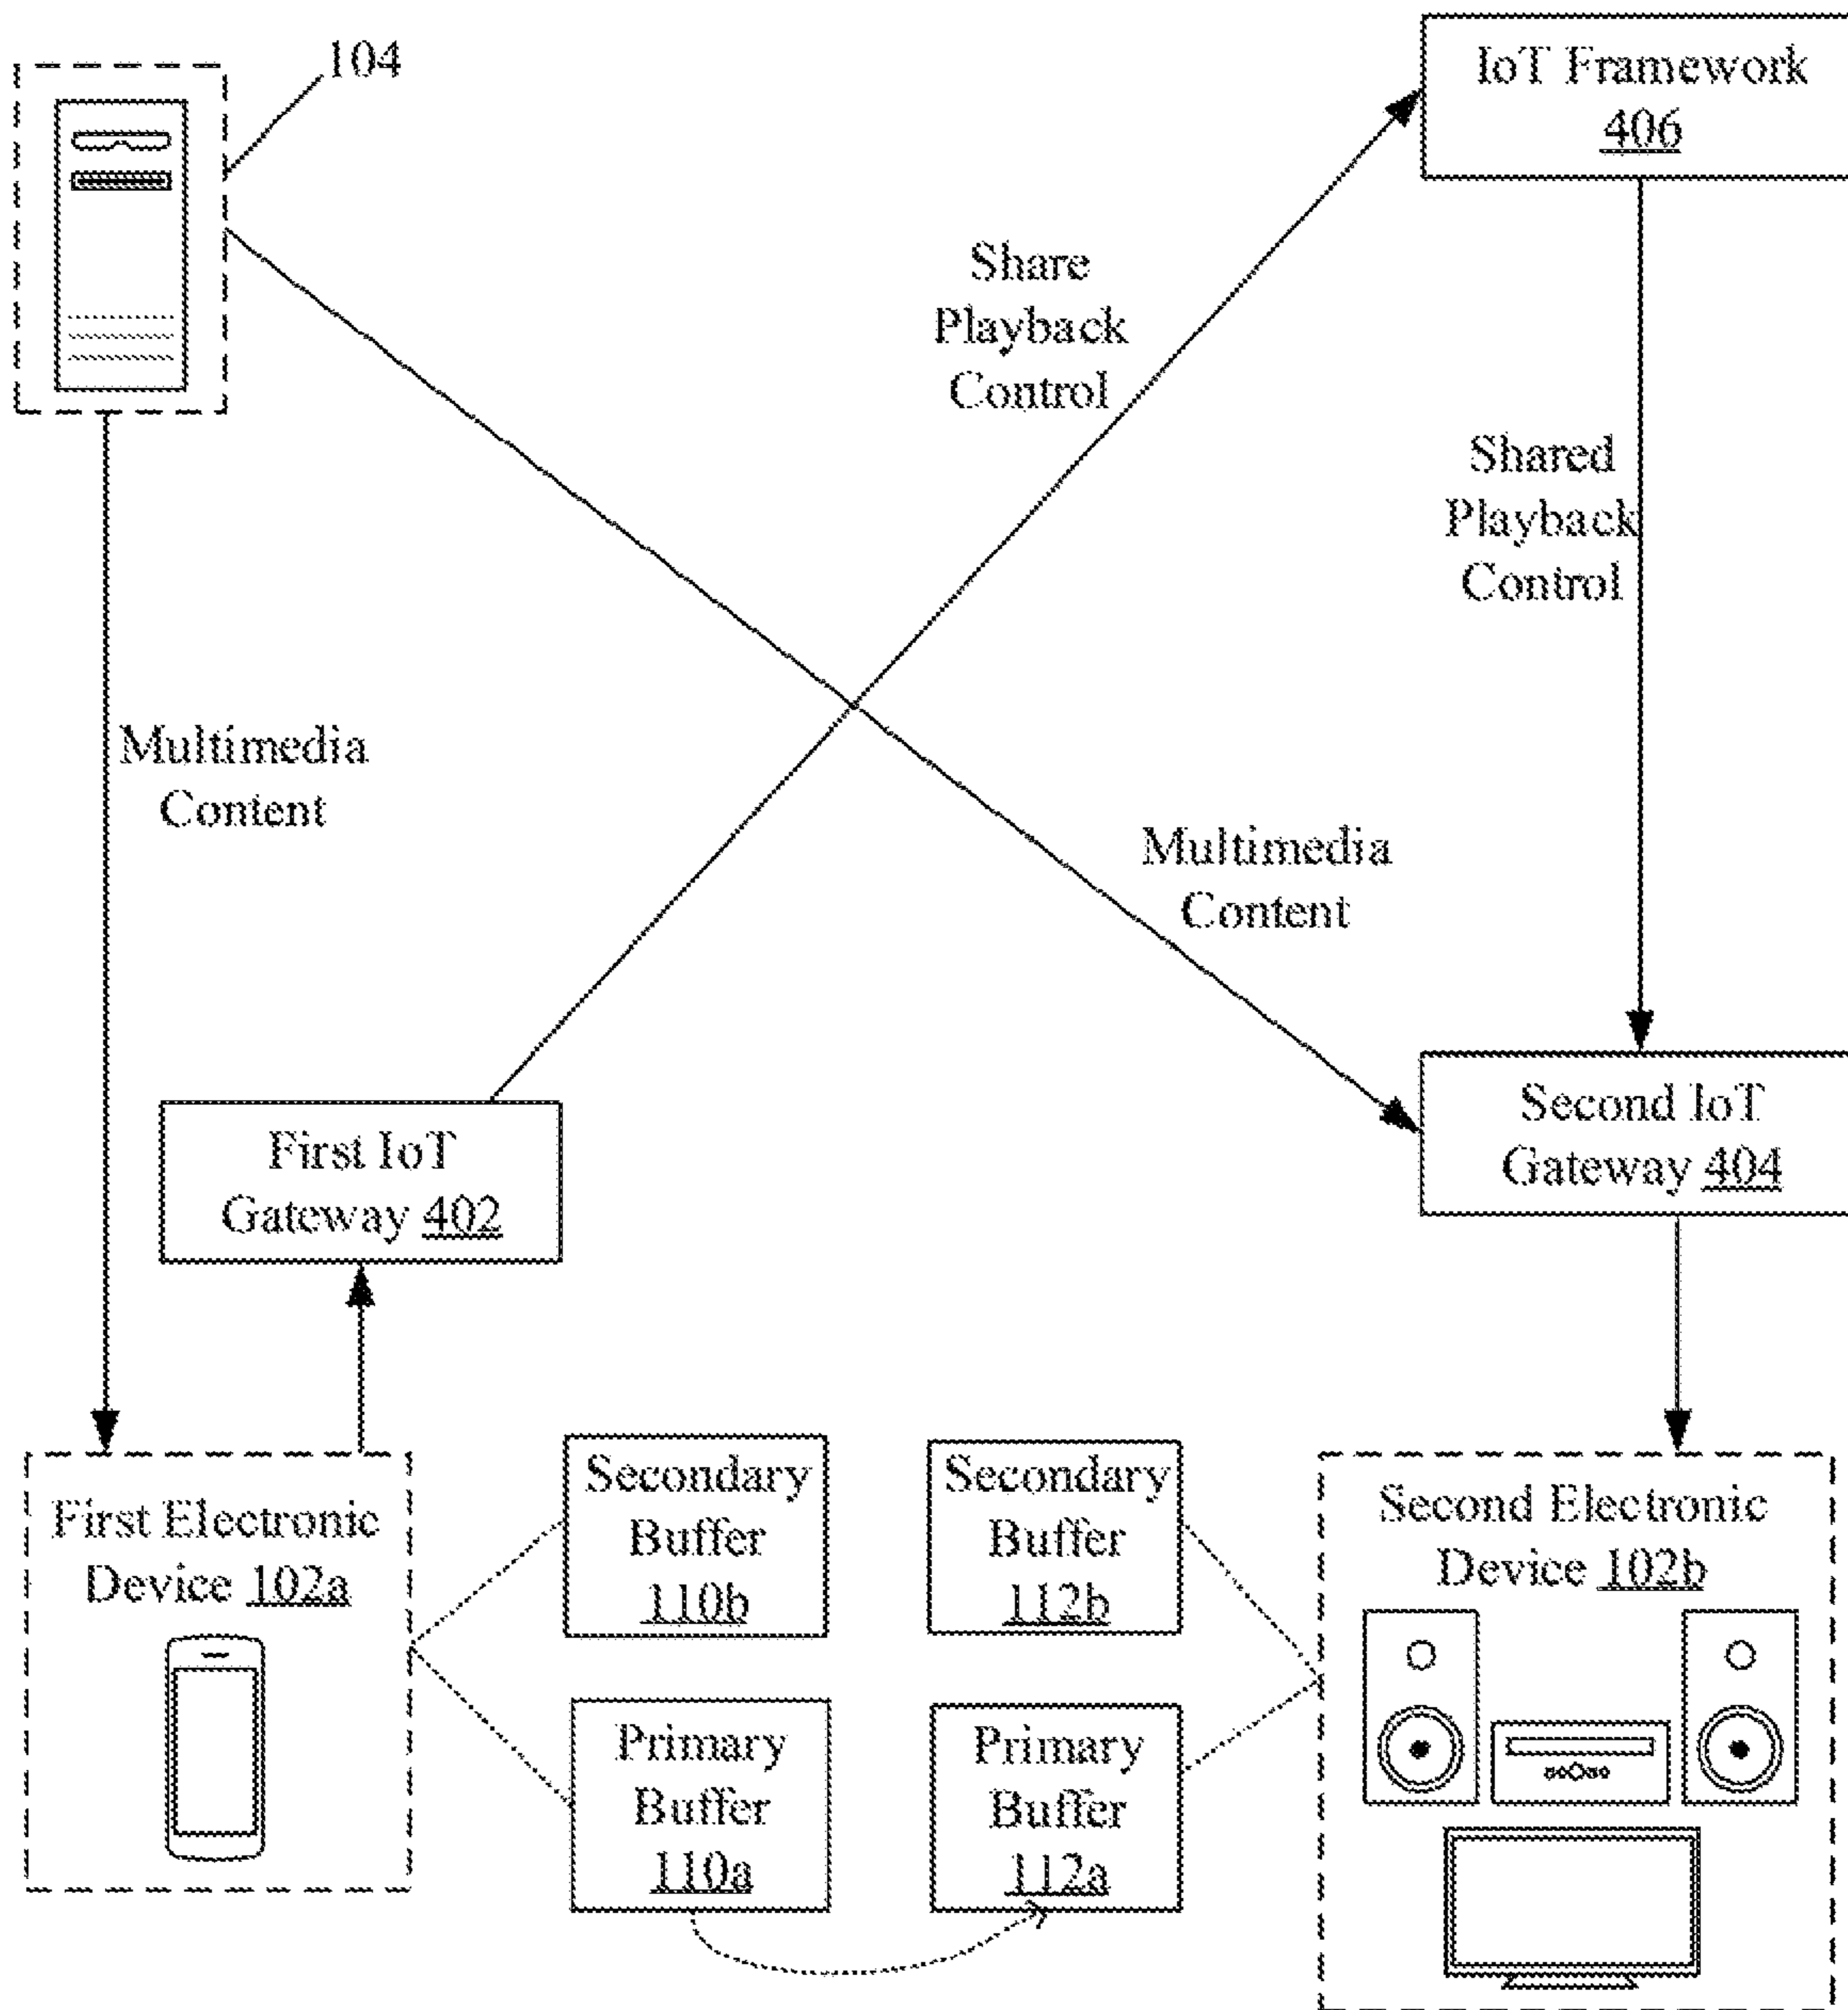 104
IoT Framework
406
Share
Playback
Control
Shared
Playback
Control
Multimedia
Content
Multimedia
Content
First IoT
Gateway 402
Second IoT
Gateway 404
First Electronic
Device 102a
Secondary
Buffer
110b
Secondary
Buffer
112b
Second Electronic
Device 102b
Primary
Buffer
110a
Primary
Buffer
112a